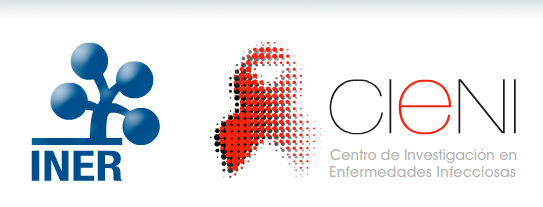 INER
CIeNI
Centro de Investigación en
Enfermedades Infecciosas